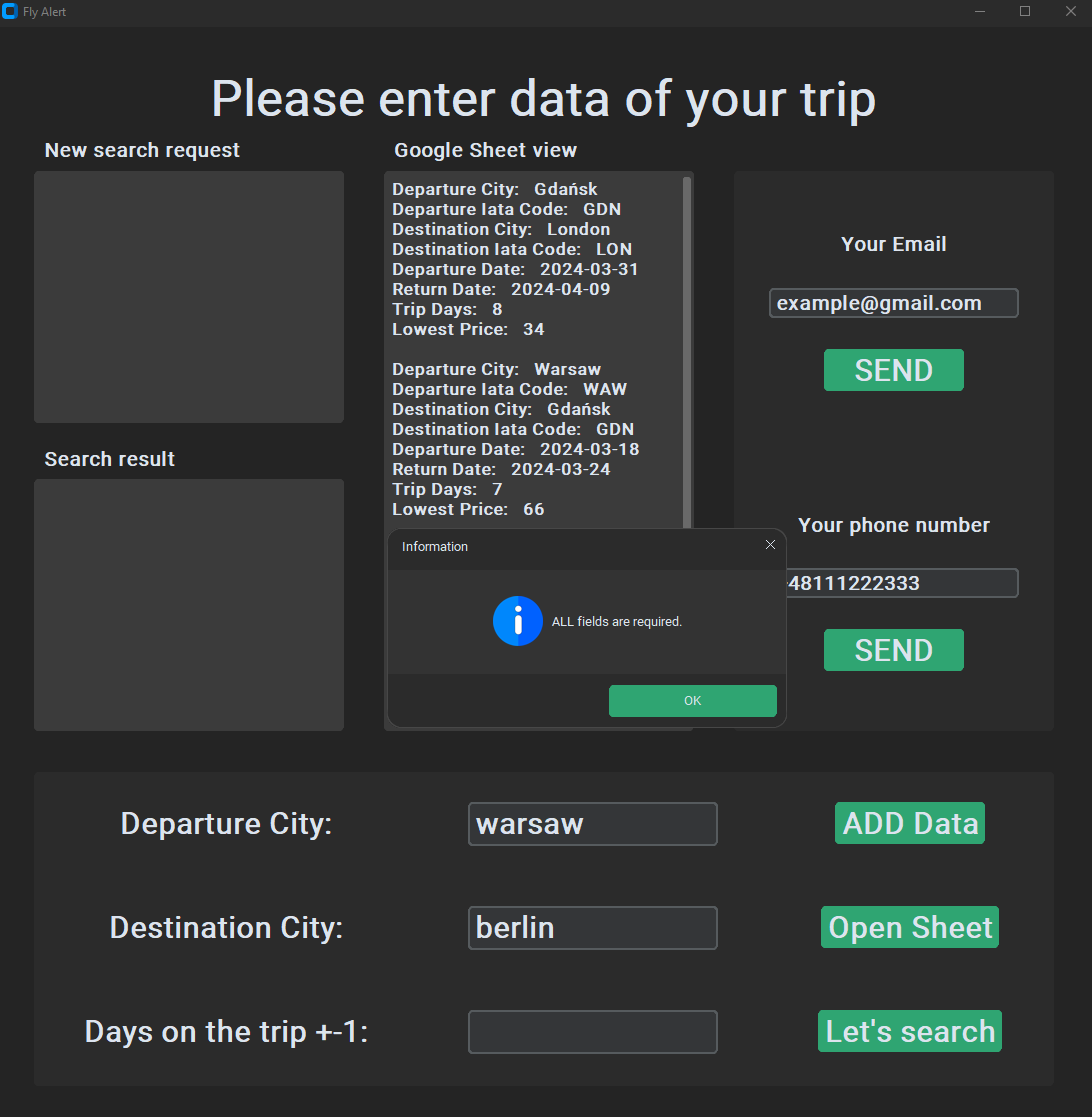 Fly Alert
Please enter data of your trip
New search request
Google Sheet view
Departure City: Gdańsk
Departure Iata Code: GDN
Destination City: London
Destination Iata Code: LON
Departure Date: 2024-03-31
Return Date: 2024-04-09
Trip Days: 8
Lowest Price: 34
Departure City: Warsaw
Departure Iata Code: WAW
Destination City: Gdańsk
Destination Iata Code: GDN
Departure Date: 2024-03-18
Return Date: 2024-03-24
Trip Days: 7
Lowest Price: 66
Your Email
example@gmail.com
SEND
Search result
Your phone number
48111222333
SEND
Information
ALL fields are required.
OK
Departure City:
warsaw
ADD Data
Destination City:
berlin
Open Sheet
Days on the trip +-1:
Let's search